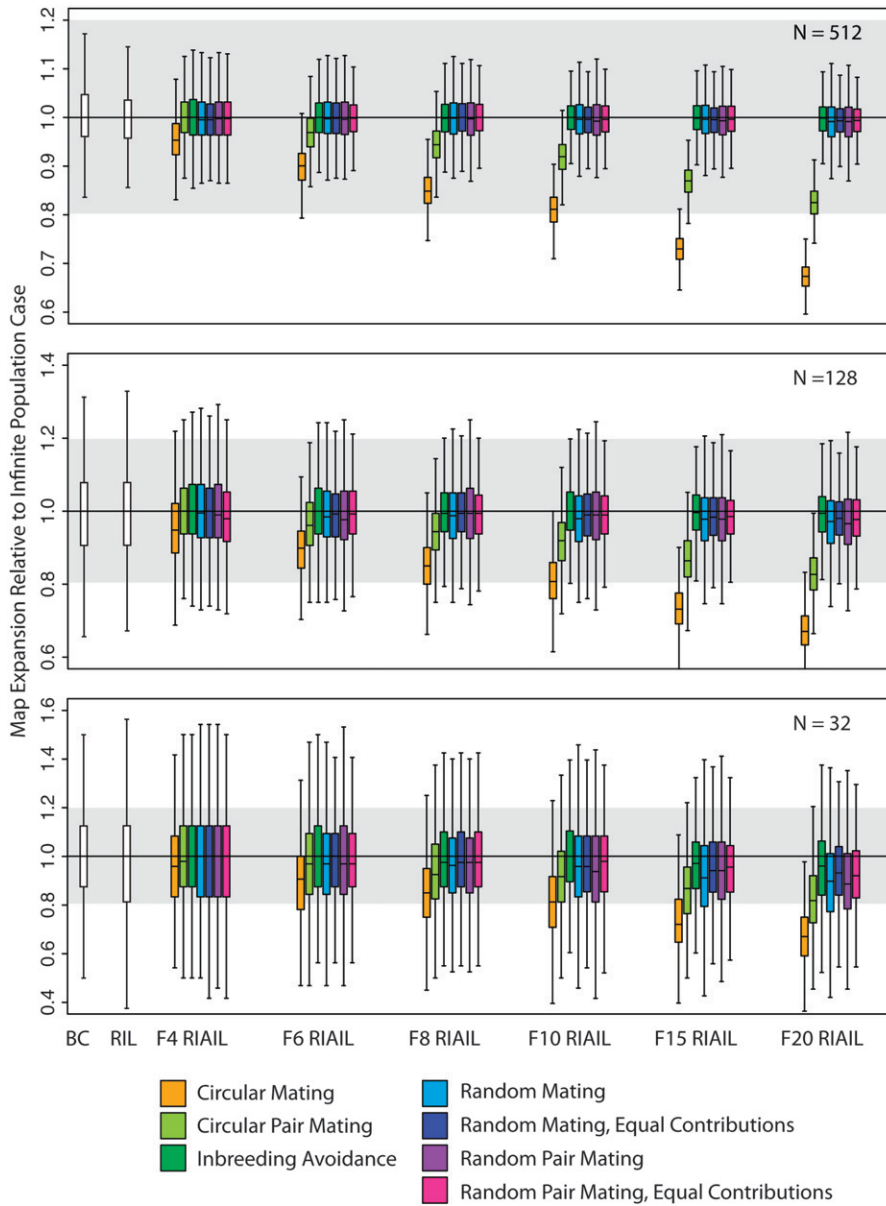 Map Expansion Relative to Infinite Population Case
N = 512
1.2
1.1
1.0
0.9
0.8
0.7
0.6
N =128
1.4
1.2
1.0
0.8
0.6
N = 32
1.6
1.4
1.2
1.0
0.8
0.6
0.4
BC RIL F4 RIAIL F6 RIAIL F8 RIAIL F10 RIAIL F15 RIAIL F20 RIAIL
Circular Mating
Circular Pair Mating
Inbreeding Avoidance
Random Mating
Random Mating, Equal Contributions
Random Pair Mating
Random Pair Mating, Equal Contributions